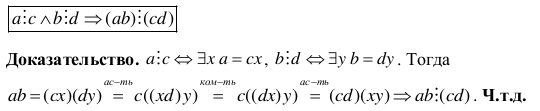 a⋮c ∧ b⋮d ⇒ (ab)⋮(cd)
Доказательство. a⋮c ⇔ ∃x a = cx, b⋮d ⇔ ∃y b = dy. Тогда
ab = (cx)(dy) ас-ть = c((xd)y) ком-ть = c((dx)y) ас-ть = (cd)(xy) ⇒ ab⋮(cd). Ч.т.д.